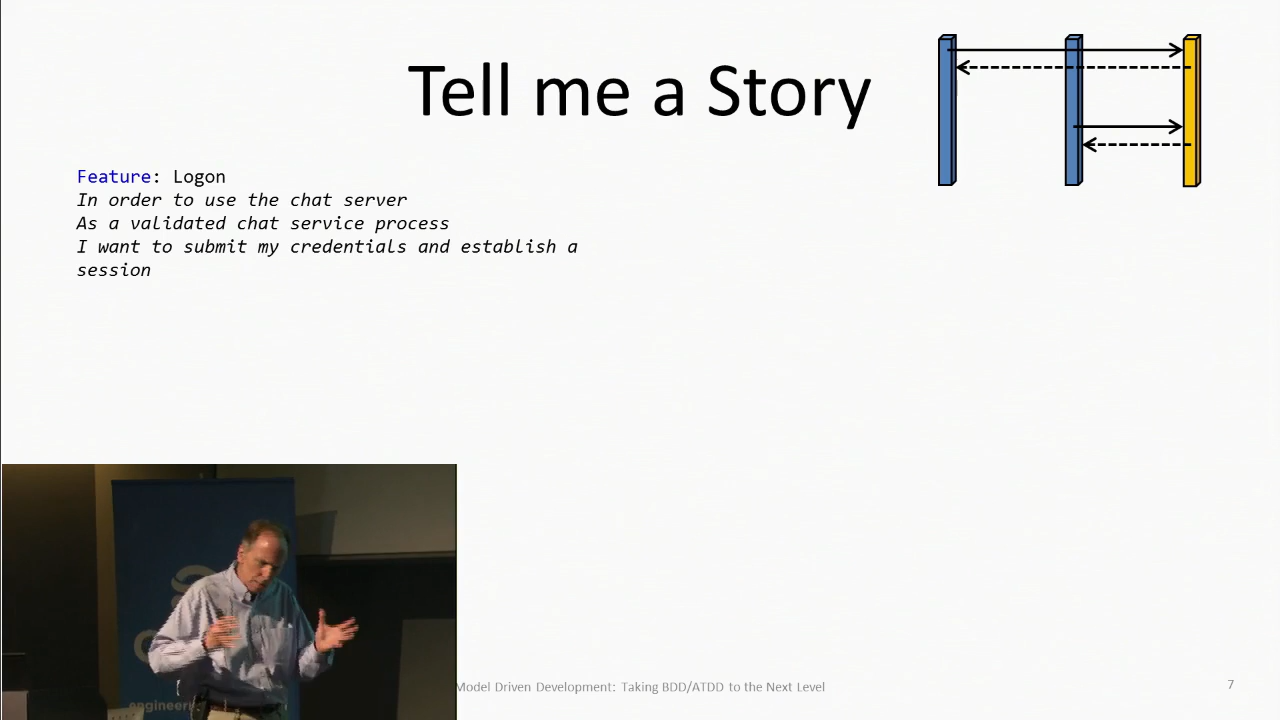 Tell me a Story
Feature: Logon
In order to use the chat server
As a validated chat service process
I want to submit my credentials and establish a
session
Model Driven Development: Taking BDD/ATDD to the Next Level
7